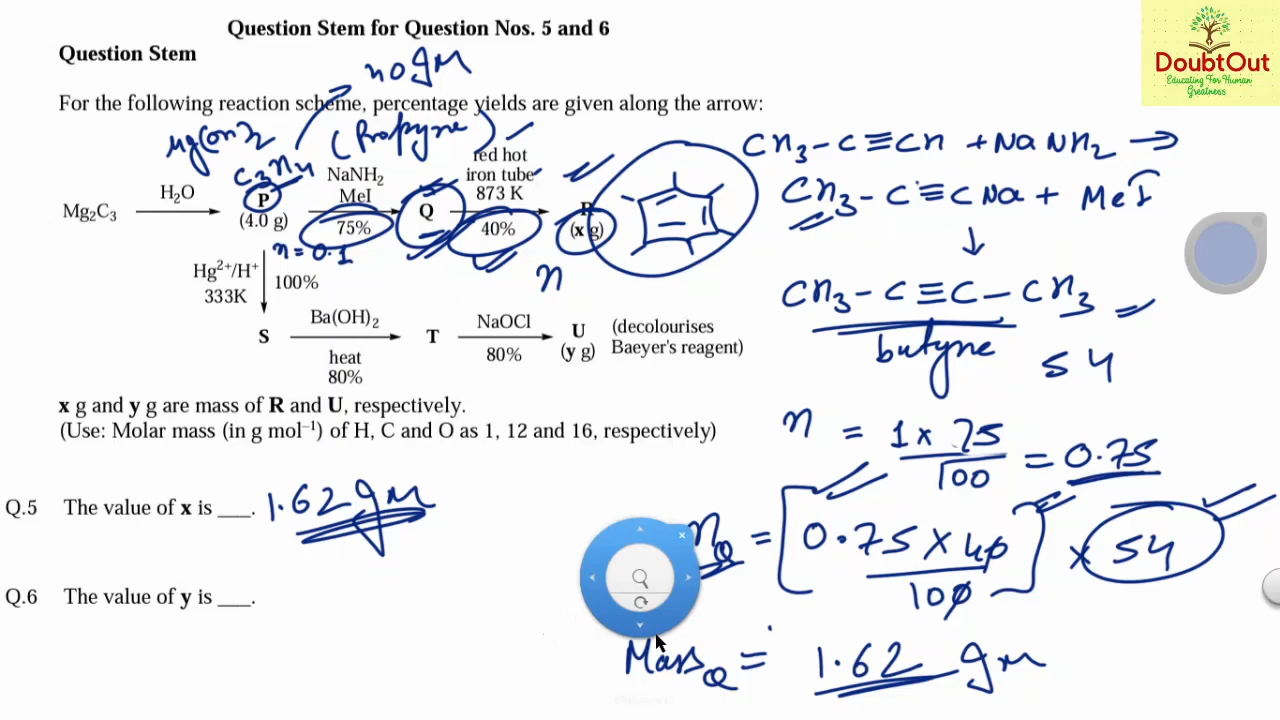 Question Stem for Question Nos. 5 and 6
Question Stem
DoubtOut
Educating For Human
Greatness
no gm
For the following reaction scheme, percentage yields are given along the arrow:
Mg(OH)2
(Propyne)
C3H4
CH3-C≡CH + NaNH2 →
CH3-C≡CNa + MeI
↓
CH3-C≡C-CH3
butyne
54
Mg2C3
H2O
P
(4.0 g)
n = 0.1
NaNH2
MeI
75%
Q
red hot
iron tube
873 K
40%
R
(x g)
n
Hg2+/H+
333K
100%
S
Ba(OH)2
heat
80%
T
NaOCl
80%
U
(y g)
(decolourises
Baeyer's reagent)
x g and y g are mass of R and U, respectively.
(Use: Molar mass (in g mol–1) of H, C and O as 1, 12 and 16, respectively)
n = 1 x 75 / 100 = 0.75
Q.5 The value of x is ___. 1.62 gm
nQ = [0.75 x 40 / 100] x 54
Q.6 The value of y is ___.
MassQ = 1.62 gm